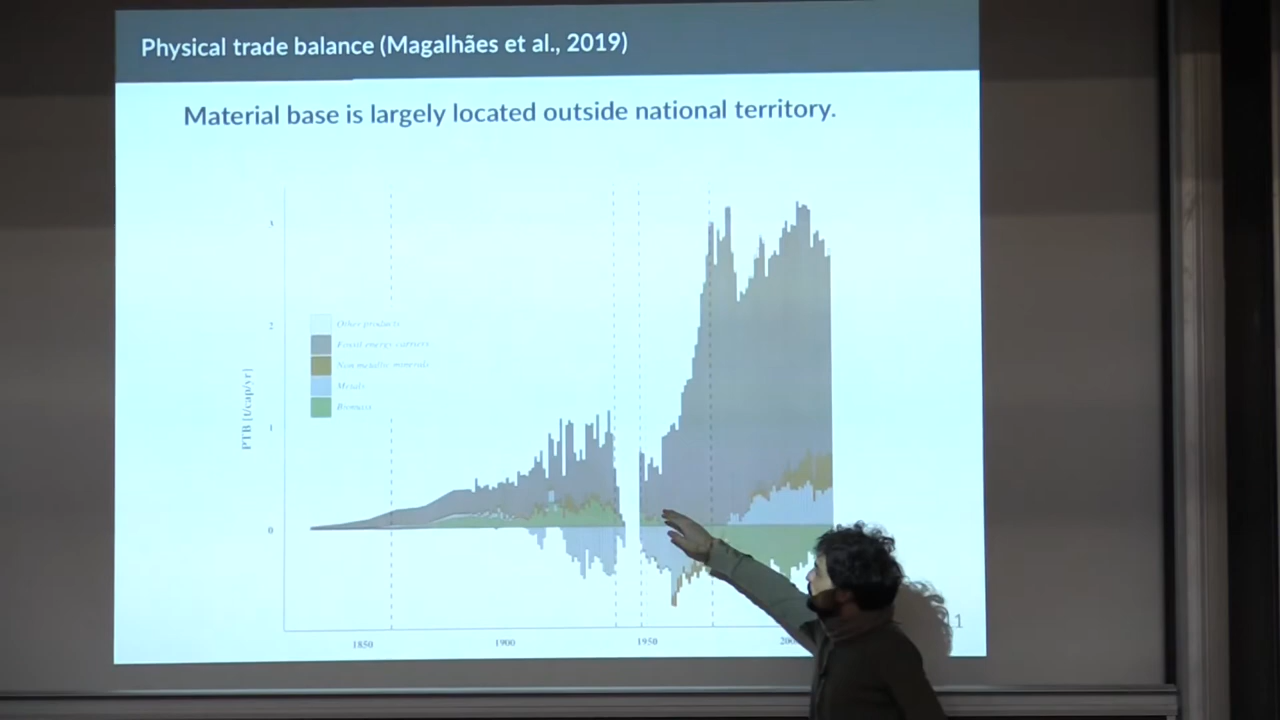 Physical trade balance (Magalhães et al., 2019)
Material base is largely located outside national territory.
3
2
1
0
PTB [t/cap/yr]
Other products
Fossil energy carriers
Non metallic minerals
Metals
Biomass
1850
1900
1950